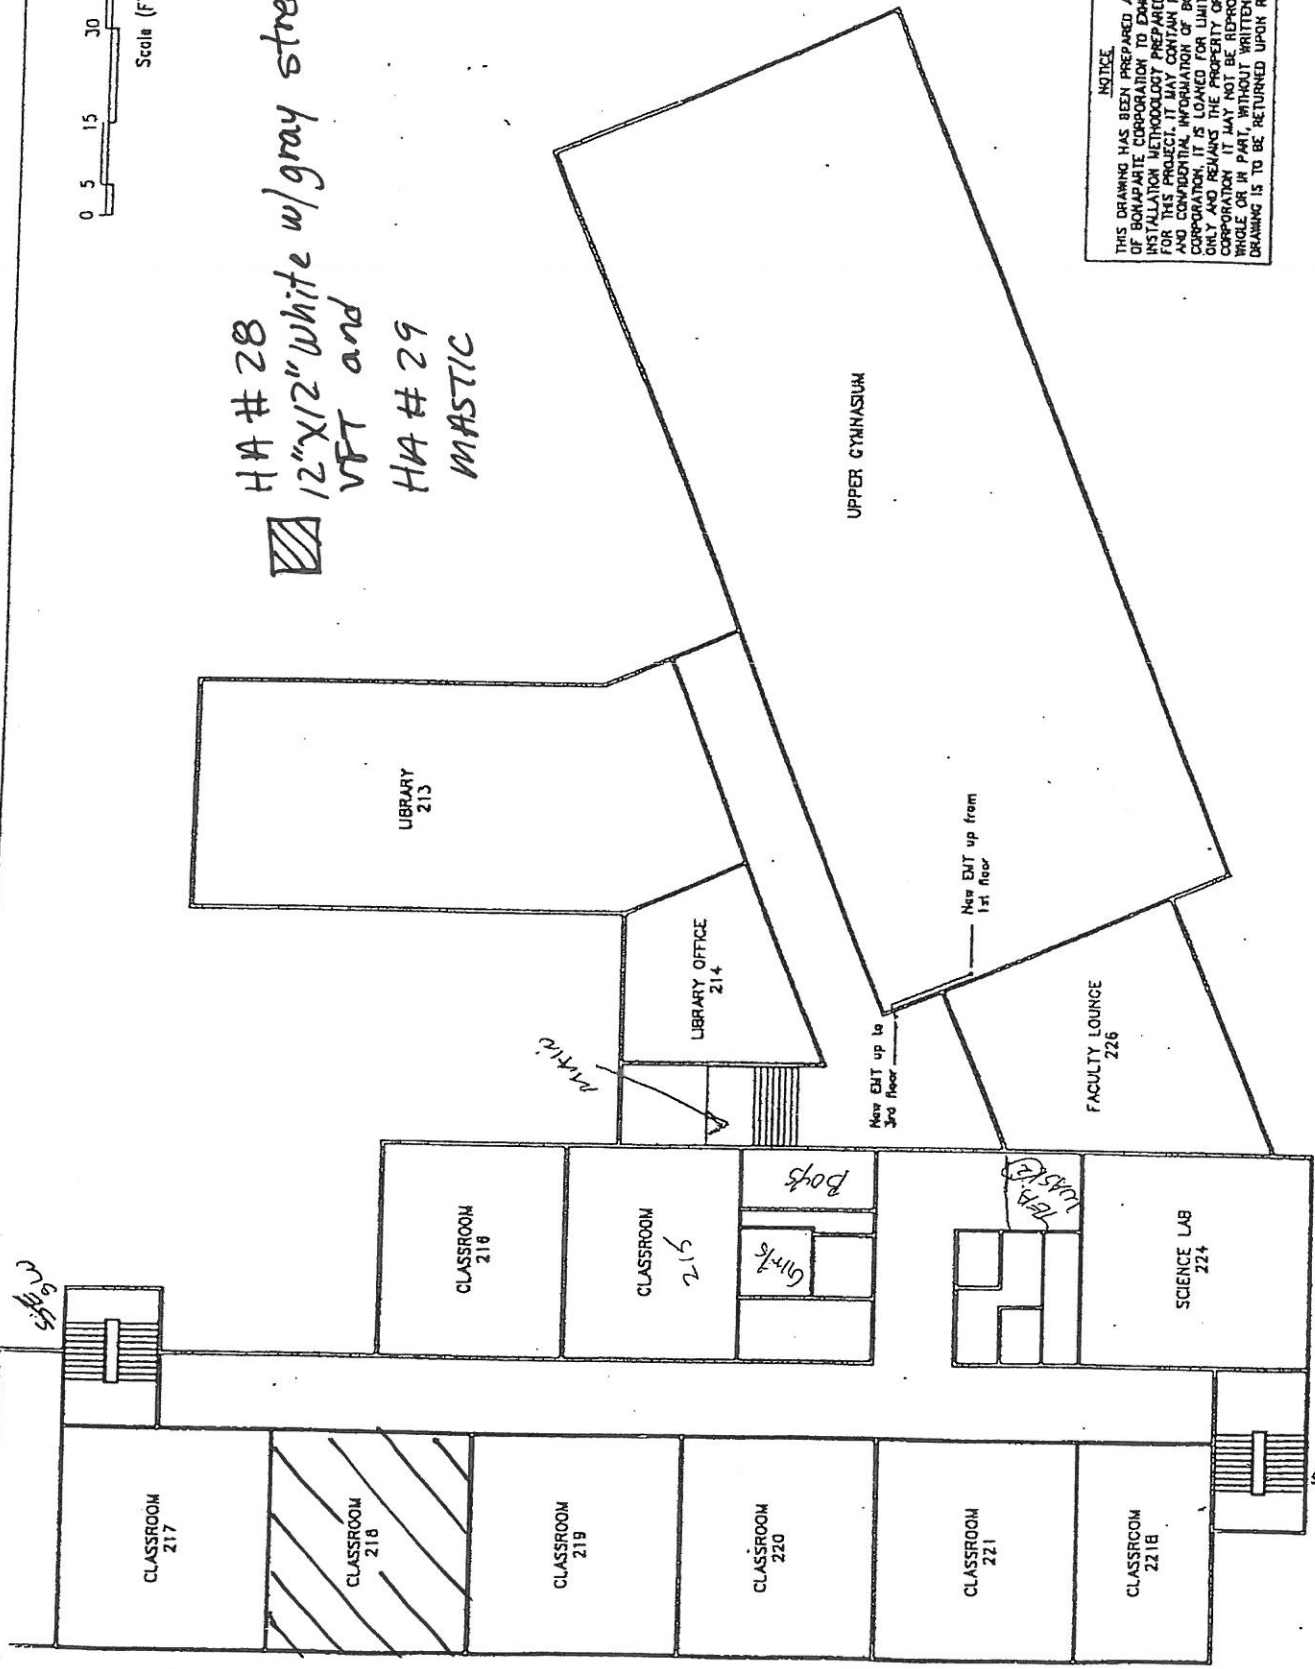 0 5 15 30
Scale (F
HA # 28
12"X12" White w/gray stre
VFT and
HA # 29
MASTIC
LIBRARY
213
UPPER GYMNASIUM
LIBRARY OFFICE
214
New EMT up to
3rd floor
New EMT up from
1st floor
FACULTY LOUNGE
226
CLASSROOM
216
CLASSROOM
215
Boys
Girls
SCIENCE LAB
224
CLASSROOM
217
CLASSROOM
218
CLASSROOM
219
CLASSROOM
220
CLASSROOM
221
CLASSROOM
221B
NOTICE
THIS DRAWING HAS BEEN PREPARED A
OF BONAPARTE CORPORATION TO EXH
INSTALLATION METHODOLOGY PREPARED
FOR THIS PROJECT. IT MAY CONTAIN P
AND CONFIDENTIAL INFORMATION OF BO
CORPORATION. IT IS LOANED FOR LIMIT
ONLY AND REMAINS THE PROPERTY OF
CORPORATION IT MAY NOT BE REPRO
WHOLE OR IN PART, WITHOUT WRITTEN
DRAWING IS TO BE RETURNED UPON R